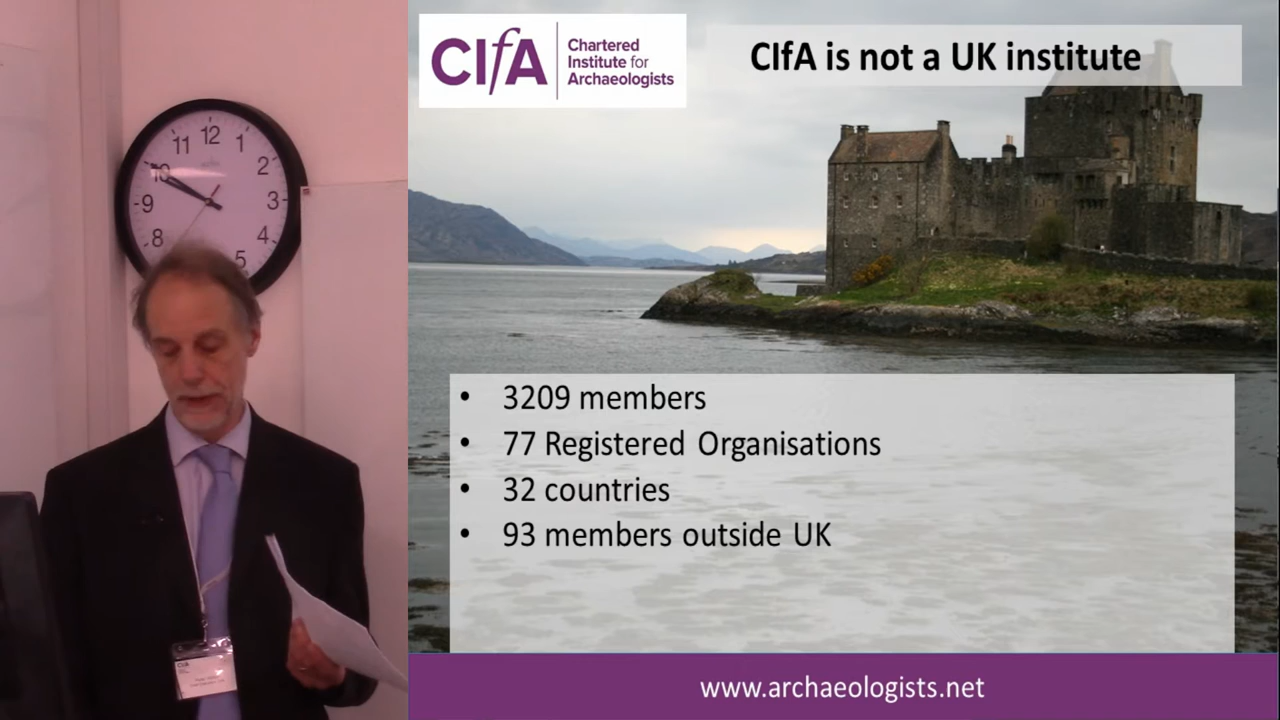 11 12 1
10 2
9 3
8 4
5
CIfA
CIfA
Chartered
Institute for
Archaeologists
CIfA is not a UK institute
• 3209 members
• 77 Registered Organisations
• 32 countries
• 93 members outside UK
www.archaeologists.net